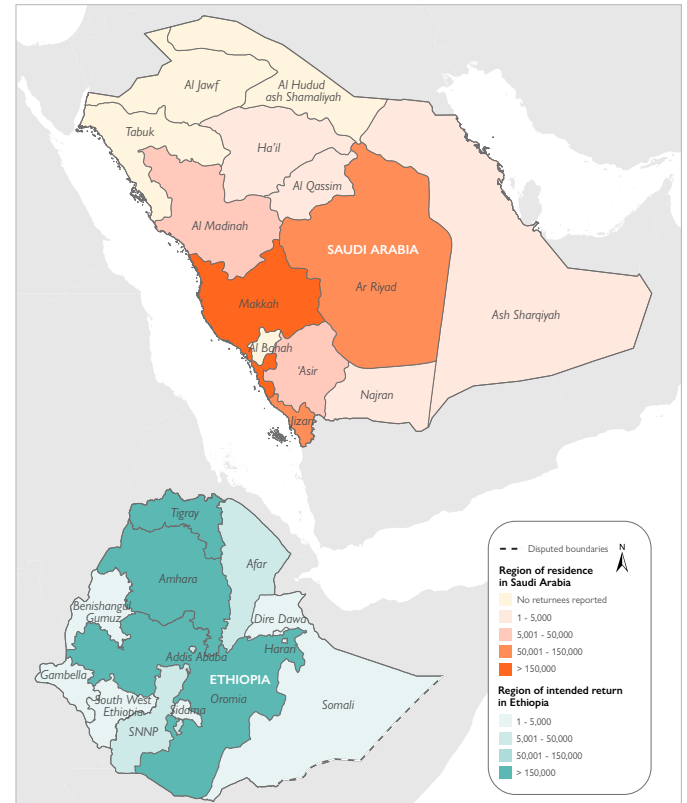 Al Jawf
Al Hudud
ash Shamaliyah
Tabuk
Ha'il
Al Qassim
Al Madinah
SAUDI ARABIA
Ar Riyad
Makkah
Ash Sharqiyah
Al Bahah
'Asir
Najran
Jizan
Tigray
Afar
Amhara
Benishangul
Gumuz
Dire Dawa
Harari
Addis Ababa
Gambella
ETHIOPIA
Oromia
South West
Ethiopia
Sidama
Somali
SNNP
Disputed boundaries
N
Region of residence
in Saudi Arabia
No returnees reported
1 - 5,000
5,001 - 50,000
50,001 - 150,000
> 150,000
Region of intended return
in Ethiopia
1 - 5,000
5,001 - 50,000
50,001 - 150,000
> 150,000